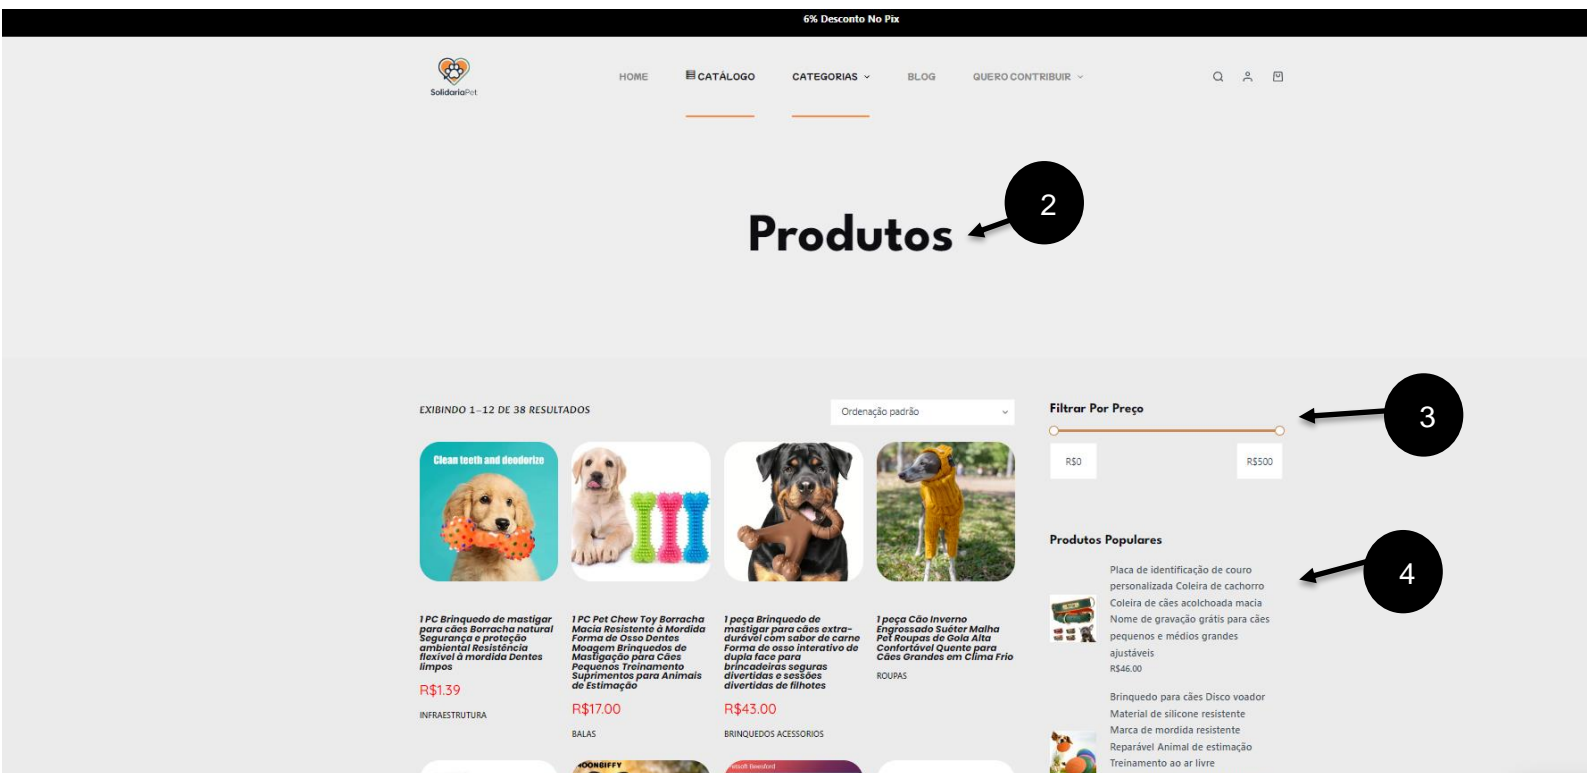 6% Desconto No Pix
SolidariaPet
HOME
CATÁLOGO
CATEGORIAS
BLOG
QUERO CONTRIBUIR
2
Produtos
3
EXIBINDO 1–12 DE 38 RESULTADOS
Ordenação padrão
Filtrar Por Preço
R$0
R$500
Clean teeth and deodorize
1 PC Brinquedo de mastigar
para cães Borracha natural
Segurança e proteção
ambiental Resistência
flexível à mordida Dentes
limpos
R$1.39
INFRAESTRUTURA
1 PC Pet Chew Toy Borracha
Macia Resistente à Mordida
Forma de Osso Dentes
Moagem Brinquedos de
Mastigação para Cães
Pequenos Treinamento
Suprimentos para Animais
de Estimação
R$17.00
BALAS
1 peça Brinquedo de
mastigar para cães extra-
durável com sabor de carne
Forma de osso interativo de
dupla face para
brincadeiras seguras
divertidas e sessões
divertidas de filhotes
R$43.00
BRINQUEDOS ACESSORIOS
1 peça Cão Inverno
Engrossado Suéter Malha
Pet Roupas de Gola Alta
Confortável Quente para
Cães Grandes em Clima Frio
ROUPAS
Produtos Populares
4
Placa de identificação de couro
personalizada Coleira de cachorro
Coleira de cães acolchoada macia
Nome de gravação grátis para cães
pequenos e médios grandes
ajustáveis
R$46.00
Brinquedo para cães Disco voador
Material de silicone resistente
Marca de mordida resistente
Reparável Animal de estimação
Treinamento ao ar livre